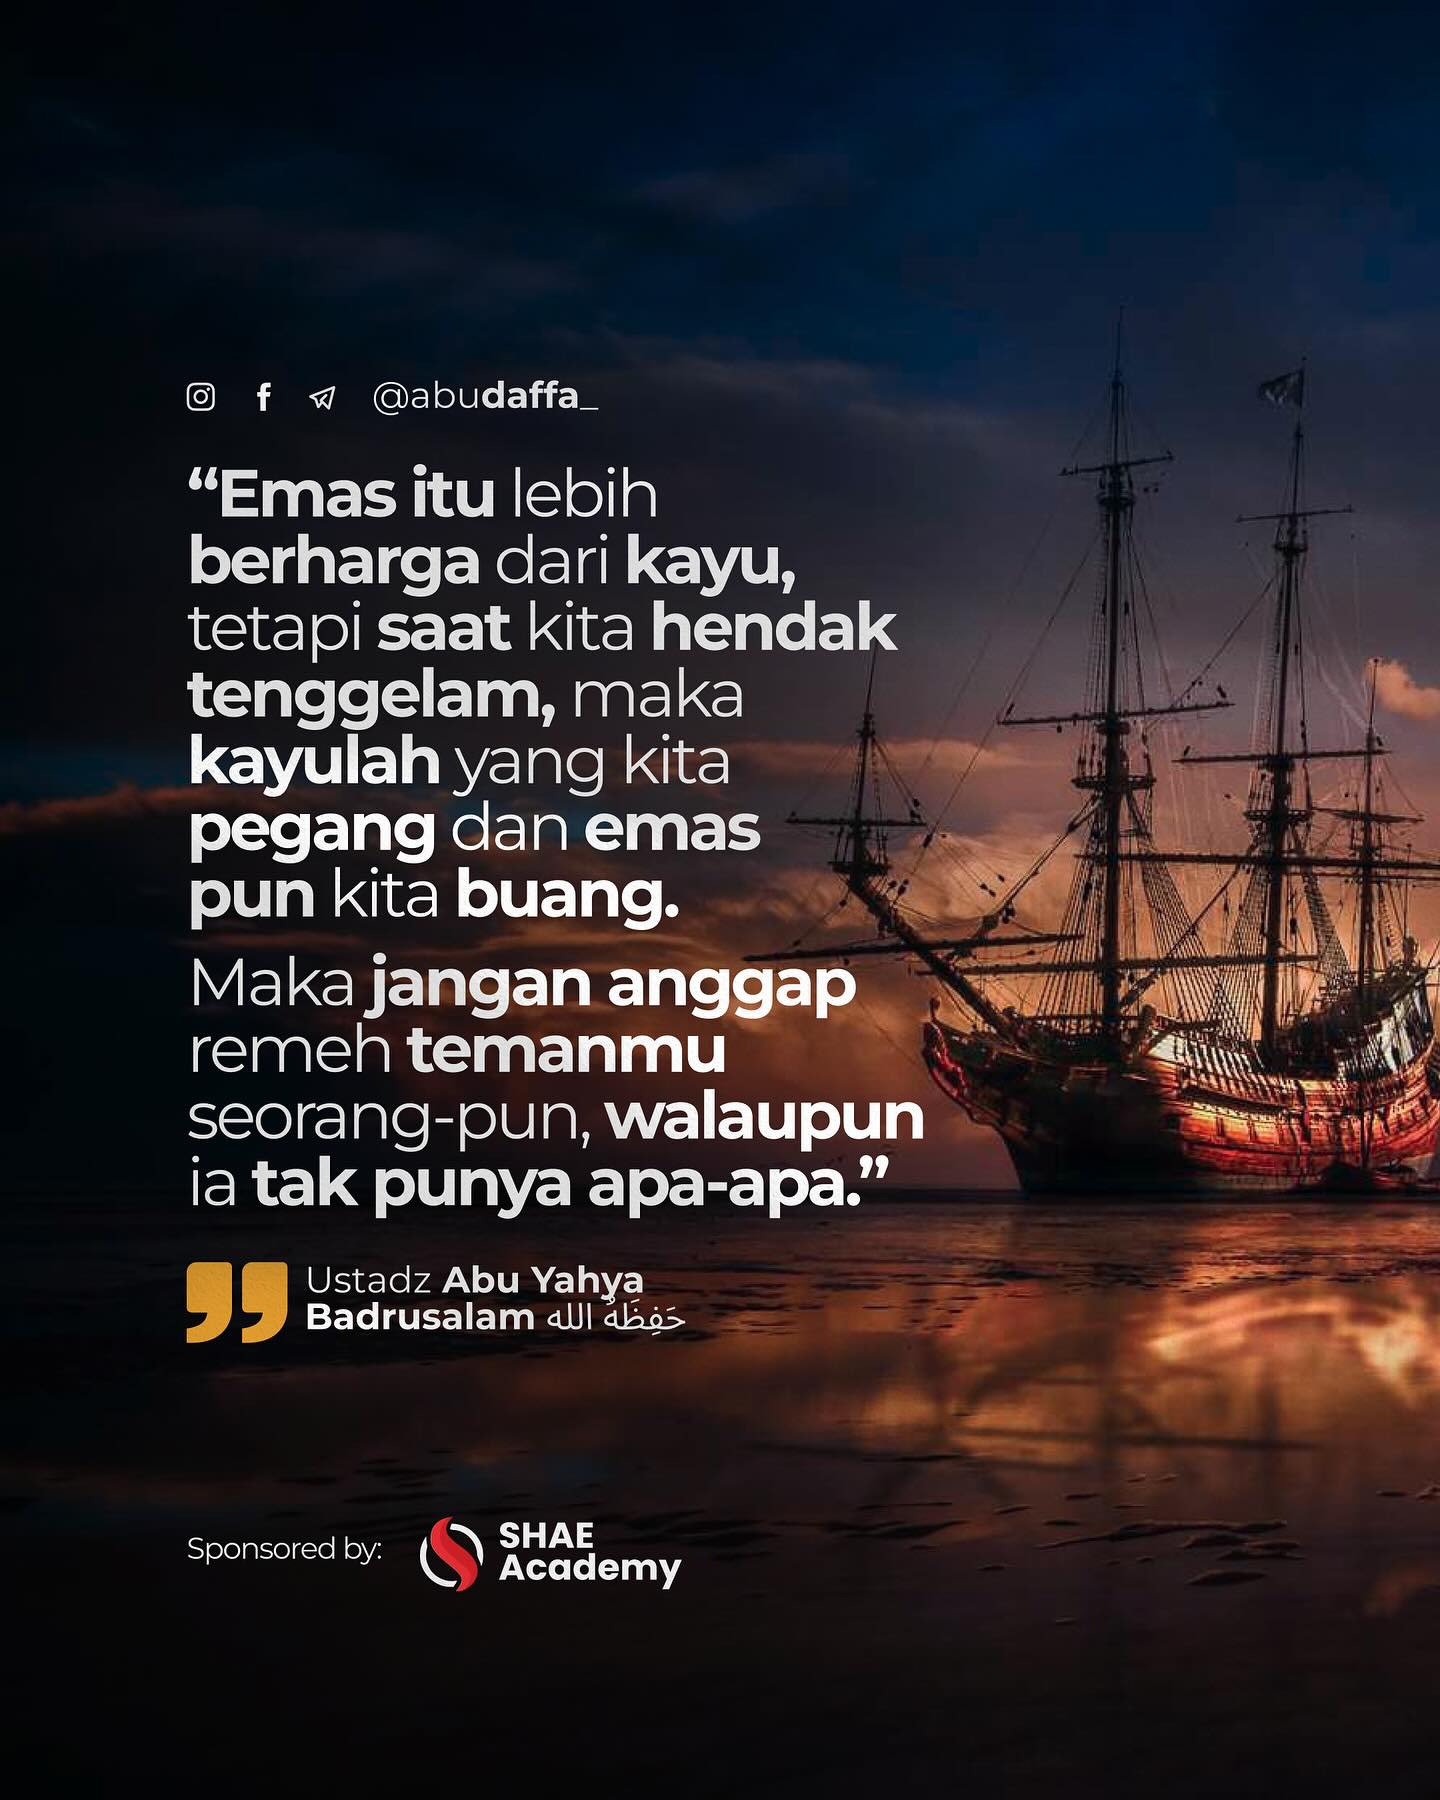 @abudaffa_
“Emas itu lebih
berharga dari kayu,
tetapi saat kita hendak
tenggelam, maka
kayulah yang kita
pegang dan emas
pun kita buang.
Maka jangan anggap
remeh temanmu
seorang-pun, walaupun
ia tak punya apa-apa.”
Ustadz Abu Yahya
Badrusalam حَفِظَهُ الله
Sponsored by:
SHAE
Academy